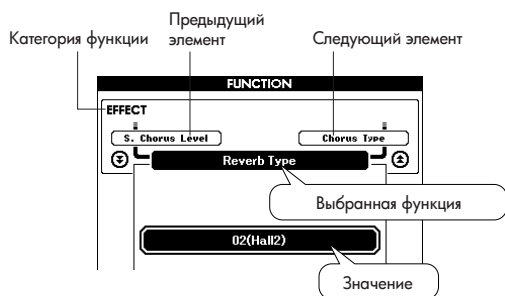 Предыдущий
Категория функции
элемент
Следующий элемент
FUNCTION
EFFECT
S. Chorus Level
Chorus Type
Reverb Type
Выбранная функция
02(Hall2)
Значение